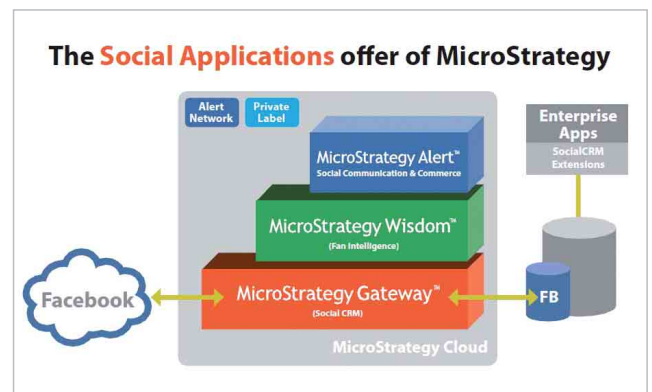 The Social Applications offer of MicroStrategy
Alert
Network
Private
Label
MicroStrategy Alert™
Social Communication & Commerce
MicroStrategy Wisdom™
(Fan Intelligence)
MicroStrategy Gateway™
(Social CRM)
MicroStrategy Cloud
Facebook
Enterprise
Apps
SocialCRM
Extensions
FB